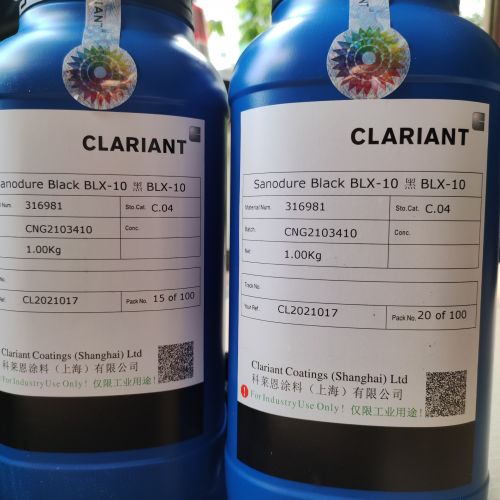 CLARIANT
anodure Black BLX-10 黑 BLX-10
Num. 316981 Sto.Cat. C.04
CNG2103410 Conc.
1.00Kg
No.
Ref. CL2021017 Pack No. 15 of 100
Clariant Coatings (Shanghai) Ltd
科莱恩涂料（上海）有限公司
For Industry Use Only! 仅限工业用途!
CLARIANT
Sanodure Black BLX-10 黑 BLX-10
Material Num. 316981 Sto.Cat. C.04
Batch. CNG2103410 Conc.
Net 1.00Kg
Track No.
Your Ref. CL2021017 Pack No. 20 of 100
Clariant Coatings (Shanghai) Ltd
科莱恩涂料（上海）有限公司
For Industry Use Only! 仅限工业用途!